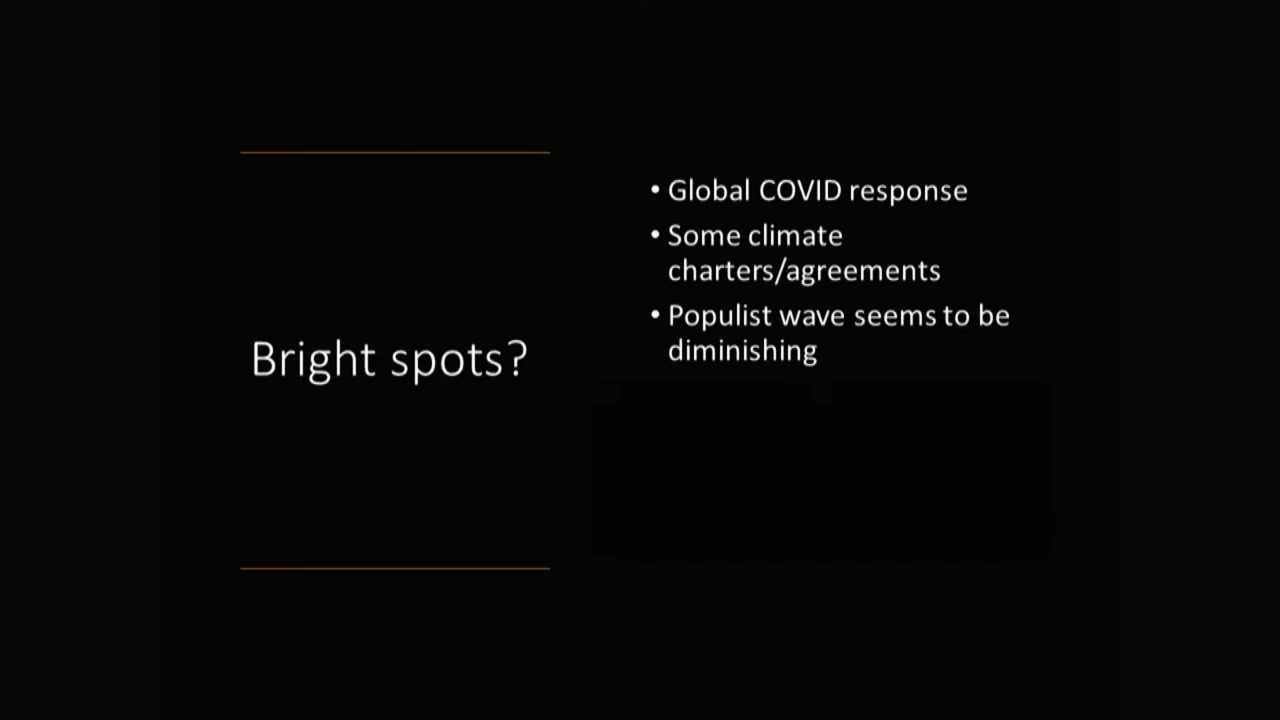 Bright spots?
• Global COVID response
• Some climate
charters/agreements
• Populist wave seems to be
diminishing